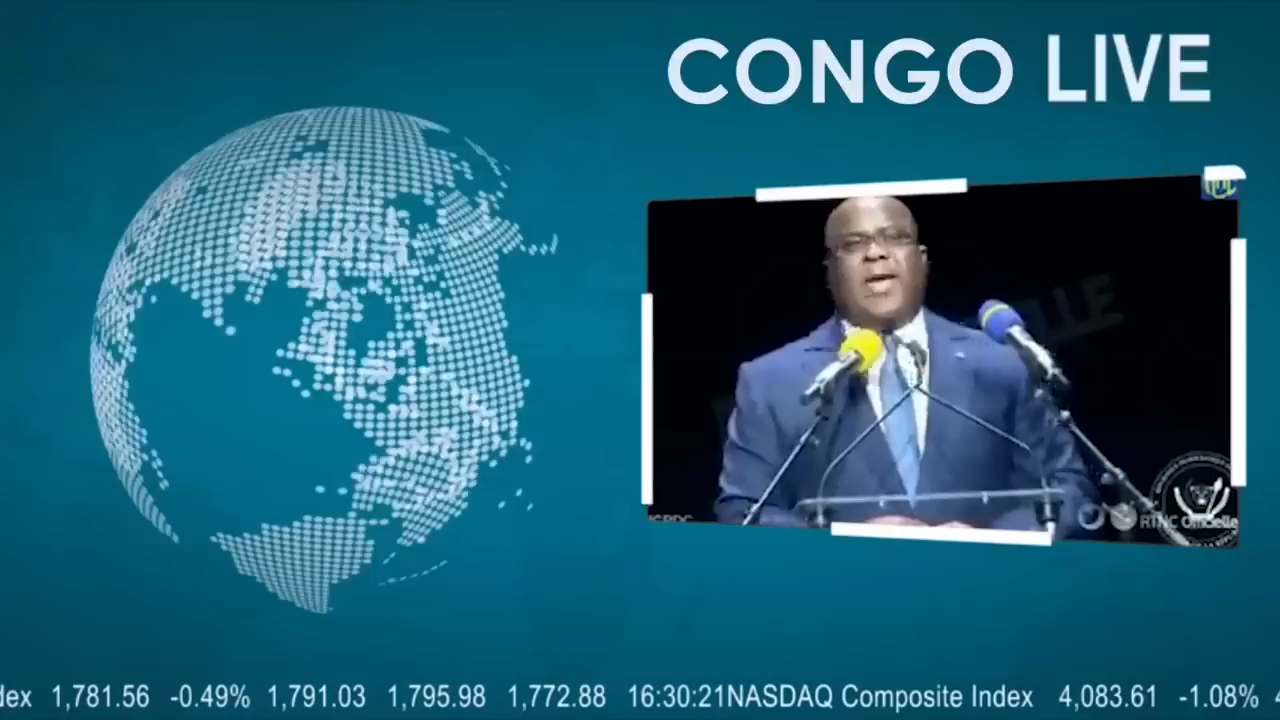 CONGO LIVE
RTNC Officielle
dex 1,781.56 -0.49% 1,791.03 1,795.98 1,772.88 16:30:21NASDAQ Composite Index 4,083.61 -1.08%